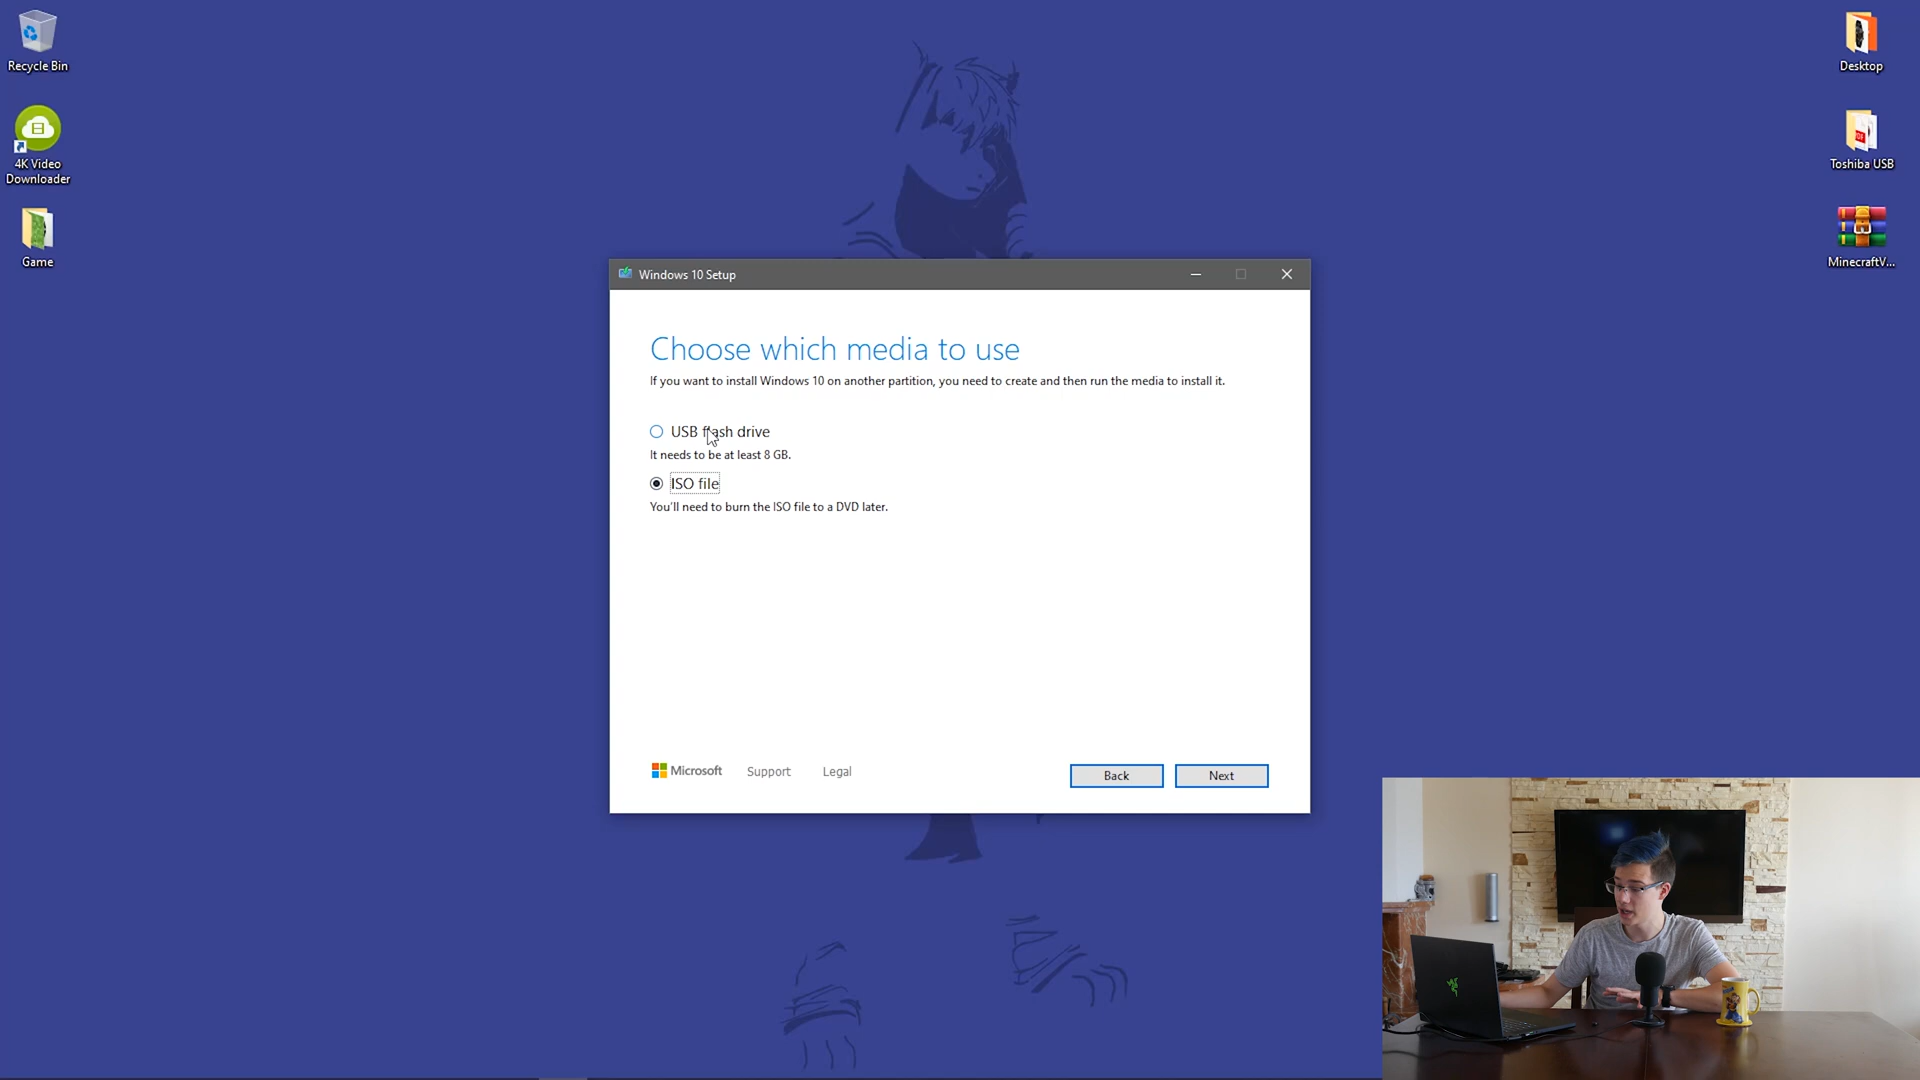 Recycle Bin
4K Video
Downloader
Game
Desktop
Toshiba USB
MinecraftV...
Windows 10 Setup
Choose which media to use
If you want to install Windows 10 on another partition, you need to create and then run the media to install it.
USB flash drive
It needs to be at least 8 GB.
ISO file
You'll need to burn the ISO file to a DVD later.
Microsoft
Support
Legal
Back
Next